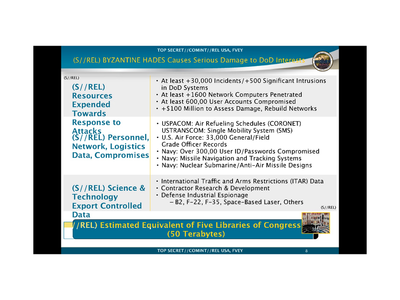 TOP SECRET//COMINT//REL USA, FVEY
(S//REL) BYZANTINE HADES Causes Serious Damage to DoD Interests
(S//REL)
(S//REL)
Resources
Expended
Towards
Response to
Attacks
• At least +30,000 Incidents/+500 Significant Intrusions
in DoD Systems
• At least +1600 Network Computers Penetrated
• At least 600,00 User Accounts Compromised
• +$100 Million to Assess Damage, Rebuild Networks
(S//REL) Personnel,
Network, Logistics
Data, Compromises
• USPACOM: Air Refueling Schedules (CORONET)
USTRANSCOM: Single Mobility System (SMS)
• U.S. Air Force: 33,000 General/Field
Grade Officer Records
• Navy: Over 300,00 User ID/Passwords Compromised
• Navy: Missile Navigation and Tracking Systems
• Navy: Nuclear Submarine/Anti-Air Missile Designs
(S//REL) Science &
Technology
Export Controlled
Data
• International Traffic and Arms Restrictions (ITAR) Data
• Contractor Research & Development
• Defense Industrial Espionage
– B2, F-22, F-35, Space-Based Laser, Others
(S//REL)
//REL) Estimated Equivalent of Five Libraries of Congress
(50 Terabytes)
TOP SECRET//COMINT//REL USA, FVEY
6